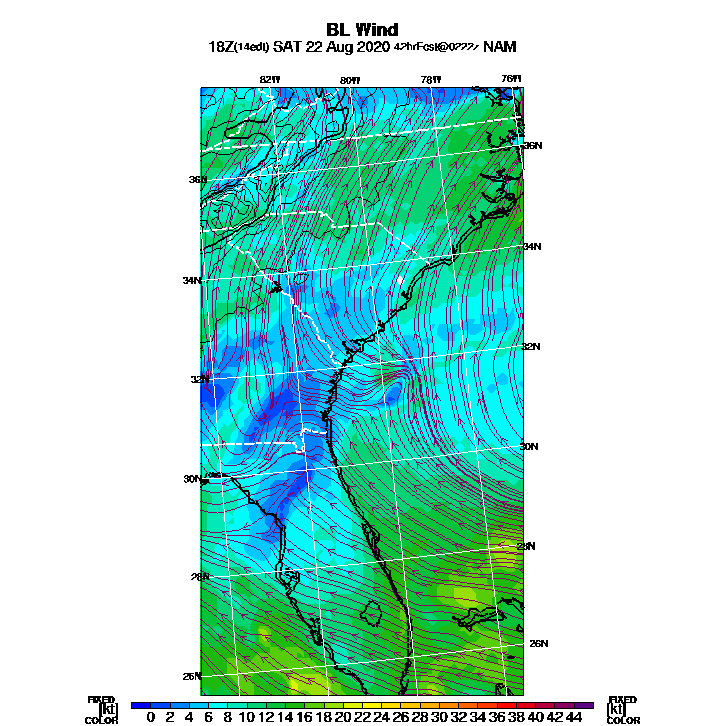 BL Wind
18Z(14edt) SAT 22 Aug 2020 42hrFcst@0222z NAM
82W 80W 78W 76W
36N
36N
34N
34N
32N
32N
30N
30N
28N
28N
26N
26N
FIXED FIXED
[kt] 0 2 4 6 8 10 12 14 16 18 20 22 24 26 28 30 32 34 36 38 40 42 44 [kt]
COLOR COLOR